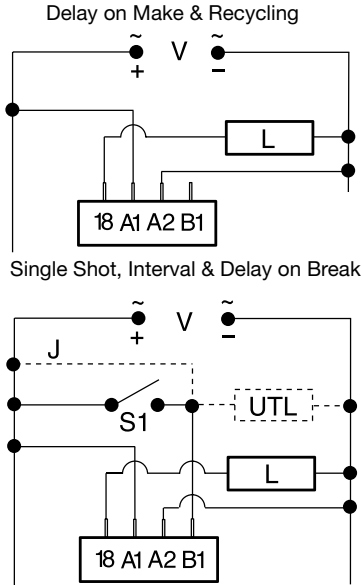 Delay on Make & Recycling
~ V ~
+ −
L
18 A1 A2 B1
Single Shot, Interval & Delay on Break
~ V ~
+ −
J
S1 UTL
L
18 A1 A2 B1